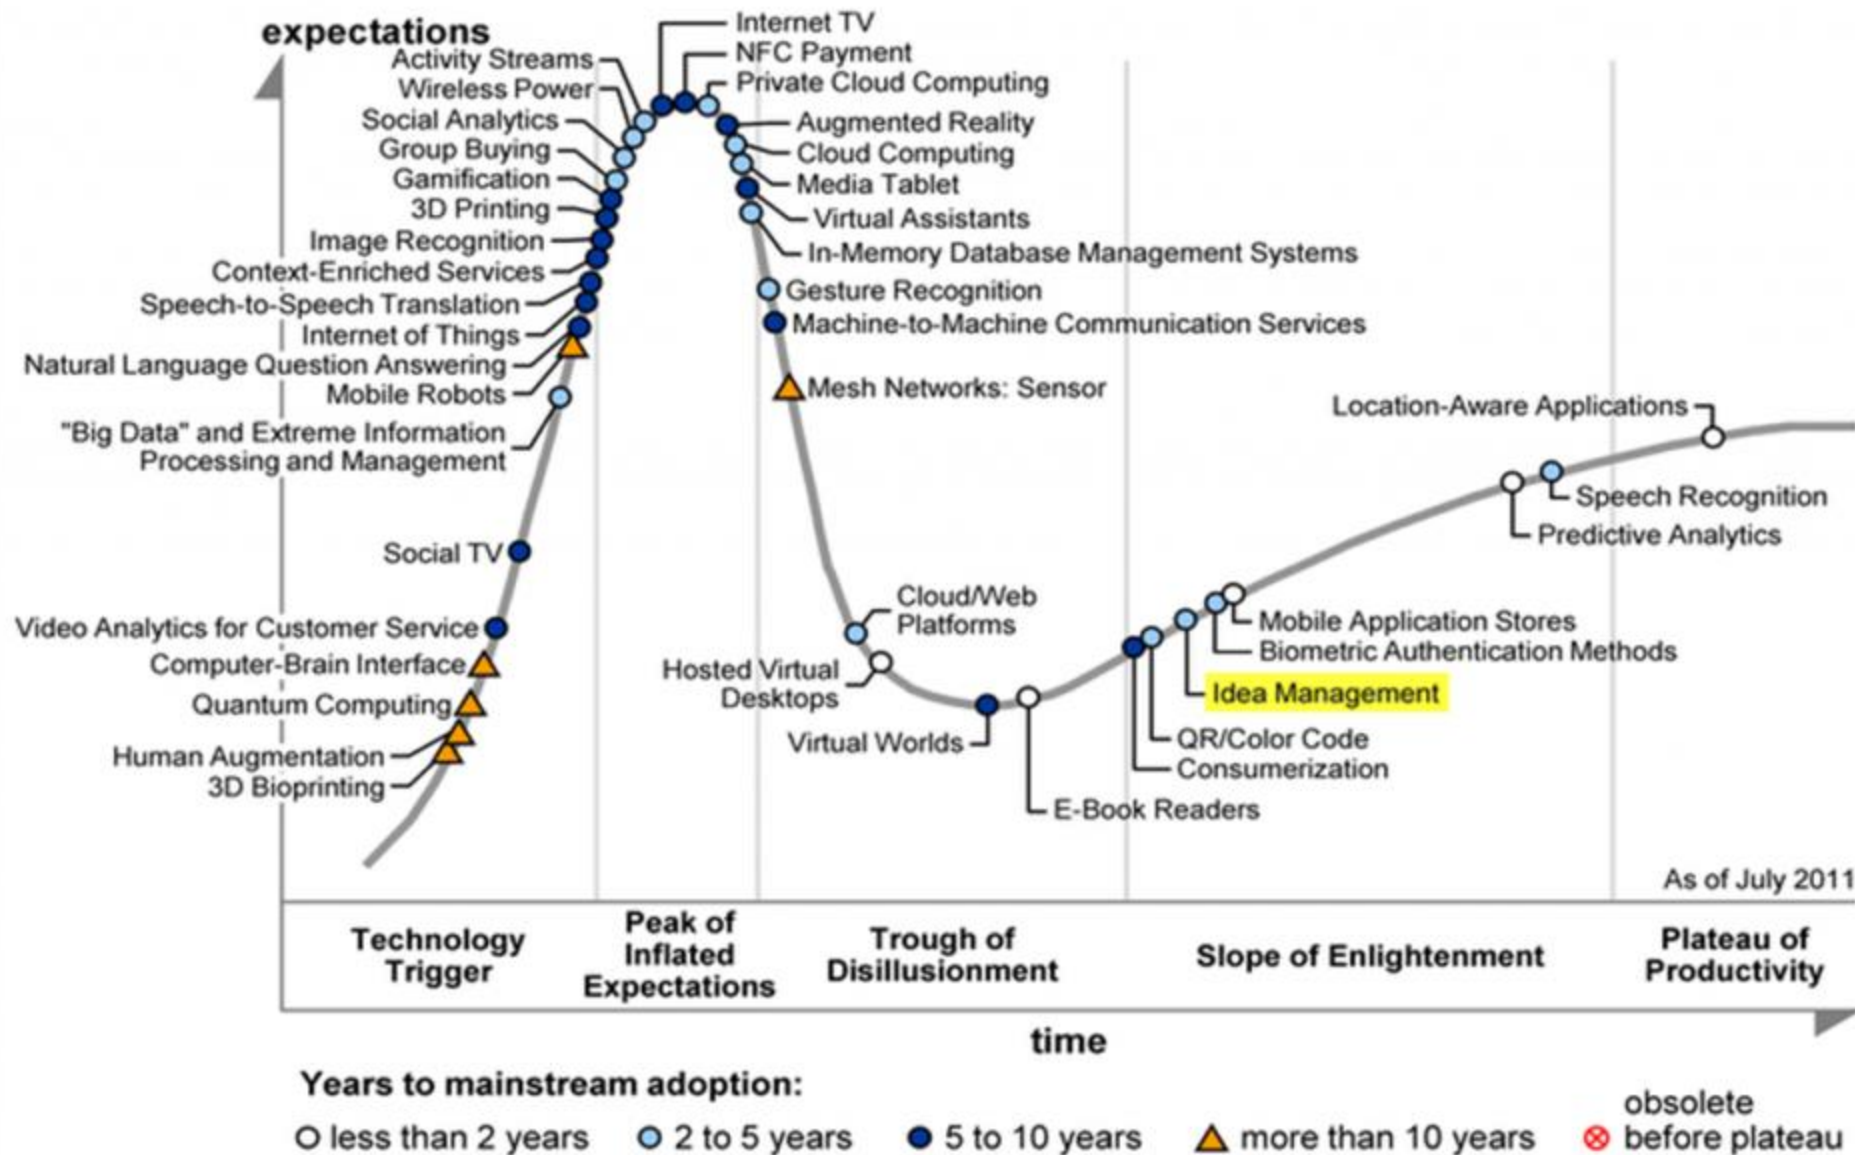 expectations
Internet TV
NFC Payment
Private Cloud Computing
Activity Streams
Wireless Power
Social Analytics
Group Buying
Gamification
3D Printing
Image Recognition
Context-Enriched Services
Speech-to-Speech Translation
Internet of Things
Natural Language Question Answering
Mobile Robots
"Big Data" and Extreme Information
Processing and Management
Social TV
Video Analytics for Customer Service
Computer-Brain Interface
Quantum Computing
Human Augmentation
3D Bioprinting
Augmented Reality
Cloud Computing
Media Tablet
Virtual Assistants
In-Memory Database Management Systems
Gesture Recognition
Machine-to-Machine Communication Services
Mesh Networks: Sensor
Cloud/Web
Platforms
Hosted Virtual
Desktops
Virtual Worlds
E-Book Readers
Location-Aware Applications
Speech Recognition
Predictive Analytics
Mobile Application Stores
Biometric Authentication Methods
Idea Management
QR/Color Code
Consumerization
As of July 2011
Technology
Trigger
Peak of
Inflated
Expectations
Trough of
Disillusionment
Slope of Enlightenment
Plateau of
Productivity
time
Years to mainstream adoption:
less than 2 years
2 to 5 years
5 to 10 years
more than 10 years
obsolete
before plateau